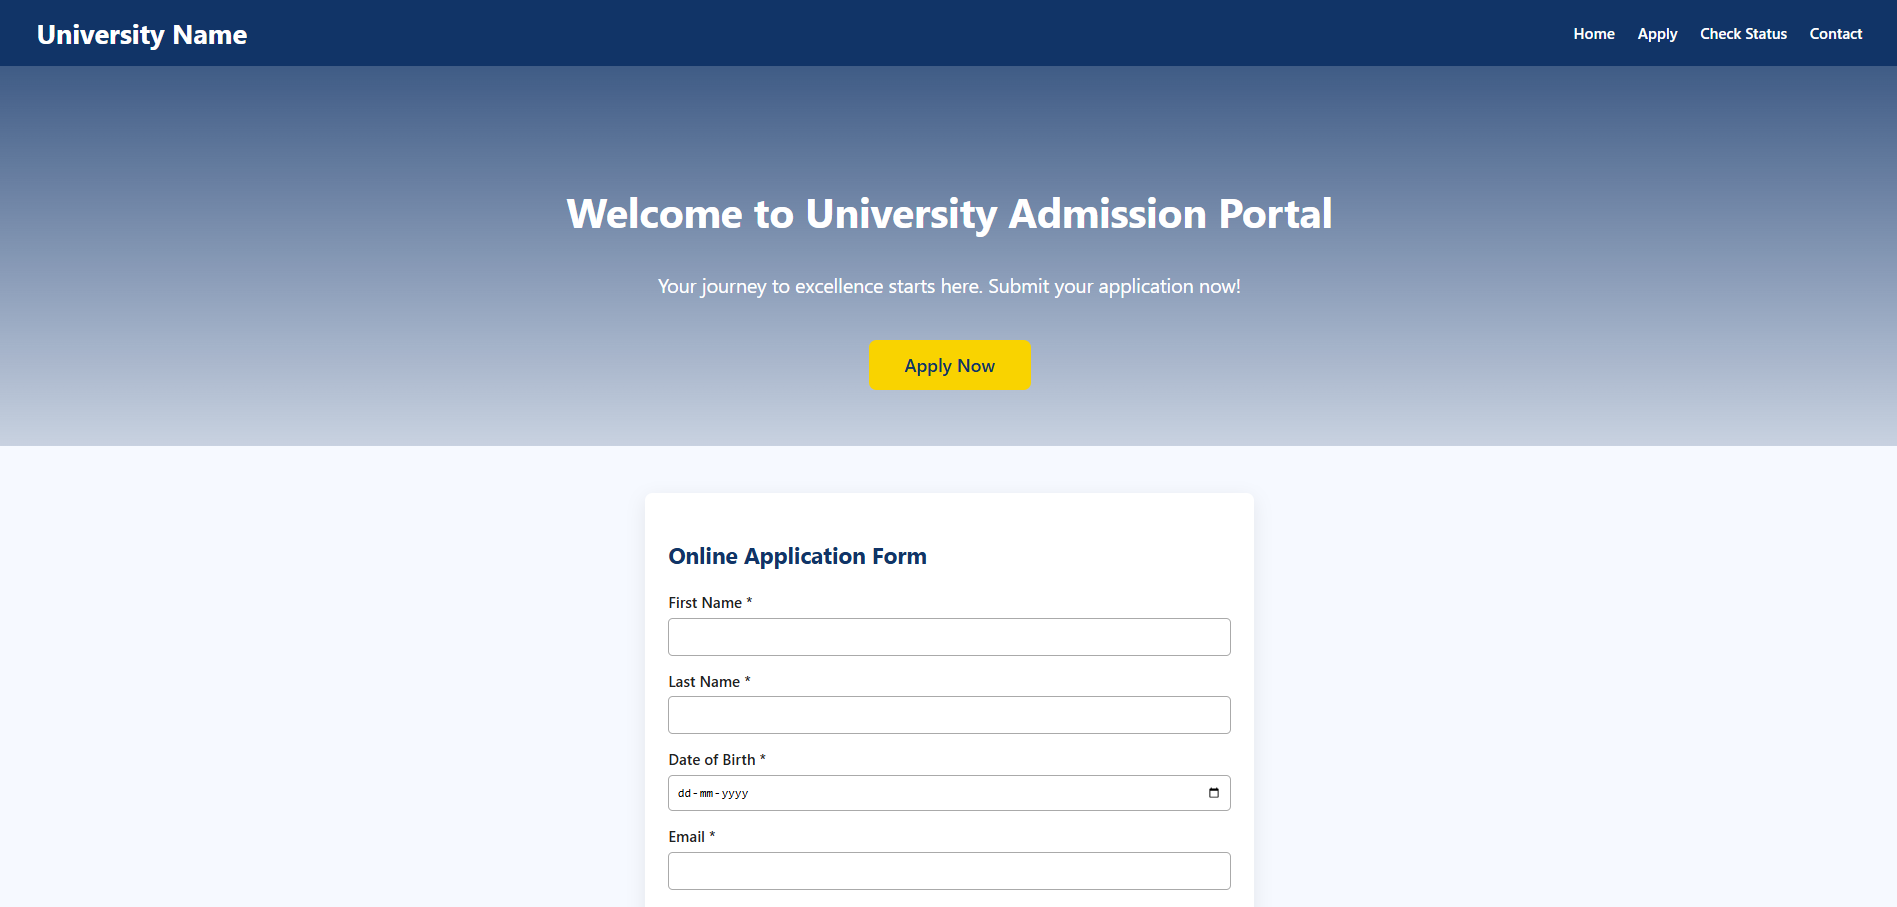 University Name
Home Apply Check Status Contact
Welcome to University Admission Portal
Your journey to excellence starts here. Submit your application now!
Apply Now
Online Application Form
First Name *
Last Name *
Date of Birth *
dd-mm-yyyy
Email *